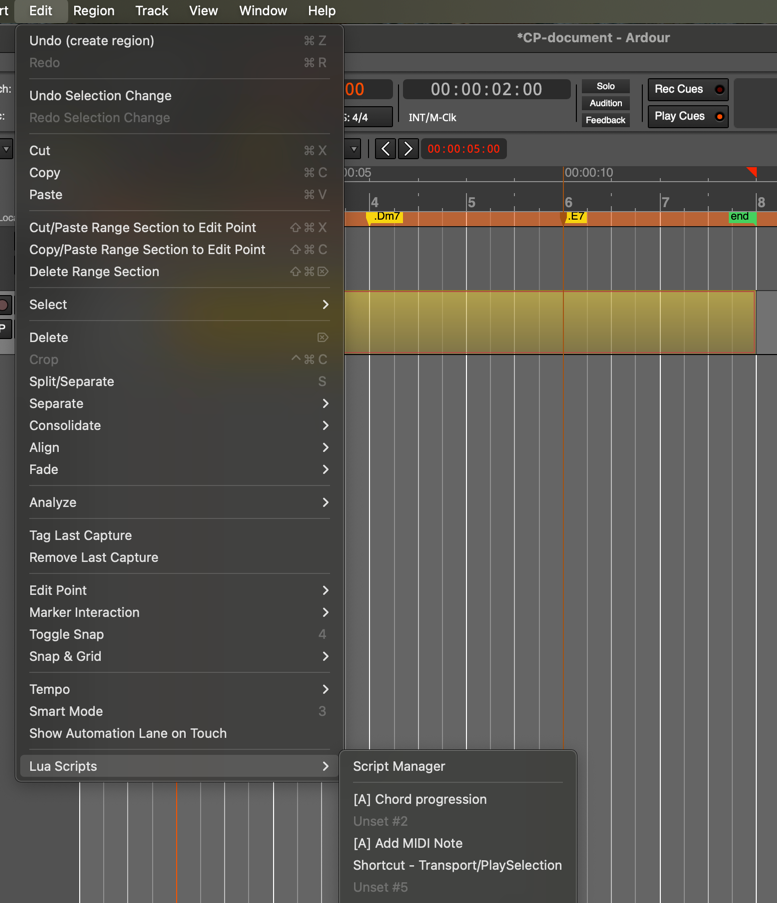 rt Edit Region Track View Window Help
*CP-document - Ardour
Undo (create region) ⌘ Z
Redo ⌘ R
Undo Selection Change
Redo Selection Change
Cut ⌘ X
Copy ⌘ C
Paste ⌘ V
Cut/Paste Range Section to Edit Point ⇧ ⌘ X
Copy/Paste Range Section to Edit Point ⇧ ⌘ C
Delete Range Section ⇧ ⌘ ⌦
Select >
Delete ⌦
Crop ^ ⌘ C
Split/Separate S
Separate >
Consolidate >
Align >
Fade >
Analyze >
Tag Last Capture
Remove Last Capture
Edit Point >
Marker Interaction >
Toggle Snap 4
Snap & Grid >
Tempo >
Smart Mode 3
Show Automation Lane on Touch
Lua Scripts >
Script Manager
[A] Chord progression
Unset #2
[A] Add MIDI Note
Shortcut - Transport/PlaySelection
Unset #5
ch:
c:
Loca
P
00
S: 4/4
00:00:02:00
INT/M-Clk
Solo
Audition
Feedback
Rec Cues
Play Cues
< > 00:00:05:00
00:05 00:00:10
4 5 6 7 8
.Dm7 .E7 end